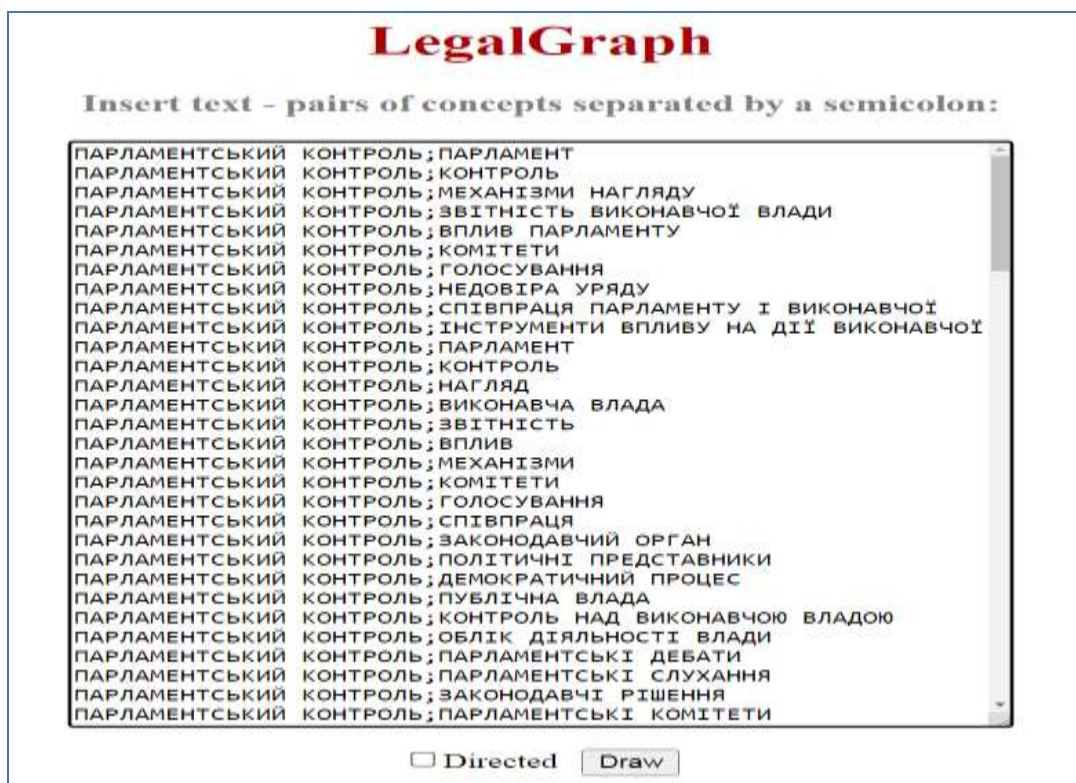 LegalGraph
Insert text - pairs of concepts separated by a semicolon:
ПАРЛАМЕНТСЬКИЙ КОНТРОЛЬ;ПАРЛАМЕНТ
ПАРЛАМЕНТСЬКИЙ КОНТРОЛЬ;КОНТРОЛЬ
ПАРЛАМЕНТСЬКИЙ КОНТРОЛЬ;МЕХАНІЗМИ НАГЛЯДУ
ПАРЛАМЕНТСЬКИЙ КОНТРОЛЬ;ЗВІТНІСТЬ ВИКОНАВЧОЇ ВЛАДИ
ПАРЛАМЕНТСЬКИЙ КОНТРОЛЬ;ВПЛИВ ПАРЛАМЕНТУ
ПАРЛАМЕНТСЬКИЙ КОНТРОЛЬ;КОМІТЕТИ
ПАРЛАМЕНТСЬКИЙ КОНТРОЛЬ;ГОЛОСУВАННЯ
ПАРЛАМЕНТСЬКИЙ КОНТРОЛЬ;НЕДОВІРА УРЯДУ
ПАРЛАМЕНТСЬКИЙ КОНТРОЛЬ;СПІВПРАЦЯ ПАРЛАМЕНТУ І ВИКОНАВЧОЇ
ПАРЛАМЕНТСЬКИЙ КОНТРОЛЬ;ІНСТРУМЕНТИ ВПЛИВУ НА ДІЇ ВИКОНАВЧОЇ
ПАРЛАМЕНТСЬКИЙ КОНТРОЛЬ;ПАРЛАМЕНТ
ПАРЛАМЕНТСЬКИЙ КОНТРОЛЬ;КОНТРОЛЬ
ПАРЛАМЕНТСЬКИЙ КОНТРОЛЬ;НАГЛЯД
ПАРЛАМЕНТСЬКИЙ КОНТРОЛЬ;ВИКОНАВЧА ВЛАДА
ПАРЛАМЕНТСЬКИЙ КОНТРОЛЬ;ЗВІТНІСТЬ
ПАРЛАМЕНТСЬКИЙ КОНТРОЛЬ;ВПЛИВ
ПАРЛАМЕНТСЬКИЙ КОНТРОЛЬ;МЕХАНІЗМИ
ПАРЛАМЕНТСЬКИЙ КОНТРОЛЬ;КОМІТЕТИ
ПАРЛАМЕНТСЬКИЙ КОНТРОЛЬ;ГОЛОСУВАННЯ
ПАРЛАМЕНТСЬКИЙ КОНТРОЛЬ;СПІВПРАЦЯ
ПАРЛАМЕНТСЬКИЙ КОНТРОЛЬ;ЗАКОНОДАВЧИЙ ОРГАН
ПАРЛАМЕНТСЬКИЙ КОНТРОЛЬ;ПОЛІТИЧНІ ПРЕДСТАВНИКИ
ПАРЛАМЕНТСЬКИЙ КОНТРОЛЬ;ДЕМОКРАТИЧНИЙ ПРОЦЕС
ПАРЛАМЕНТСЬКИЙ КОНТРОЛЬ;ПУБЛІЧНА ВЛАДА
ПАРЛАМЕНТСЬКИЙ КОНТРОЛЬ;КОНТРОЛЬ НАД ВИКОНАВЧОЮ ВЛАДОЮ
ПАРЛАМЕНТСЬКИЙ КОНТРОЛЬ;ОБЛІК ДІЯЛЬНОСТІ ВЛАДИ
ПАРЛАМЕНТСЬКИЙ КОНТРОЛЬ;ПАРЛАМЕНТСЬКІ ДЕБАТИ
ПАРЛАМЕНТСЬКИЙ КОНТРОЛЬ;ПАРЛАМЕНТСЬКІ СЛУХАННЯ
ПАРЛАМЕНТСЬКИЙ КОНТРОЛЬ;ЗАКОНОДАВЧІ РІШЕННЯ
ПАРЛАМЕНТСЬКИЙ КОНТРОЛЬ;ПАРЛАМЕНТСЬКІ КОМІТЕТИ
Directed Draw